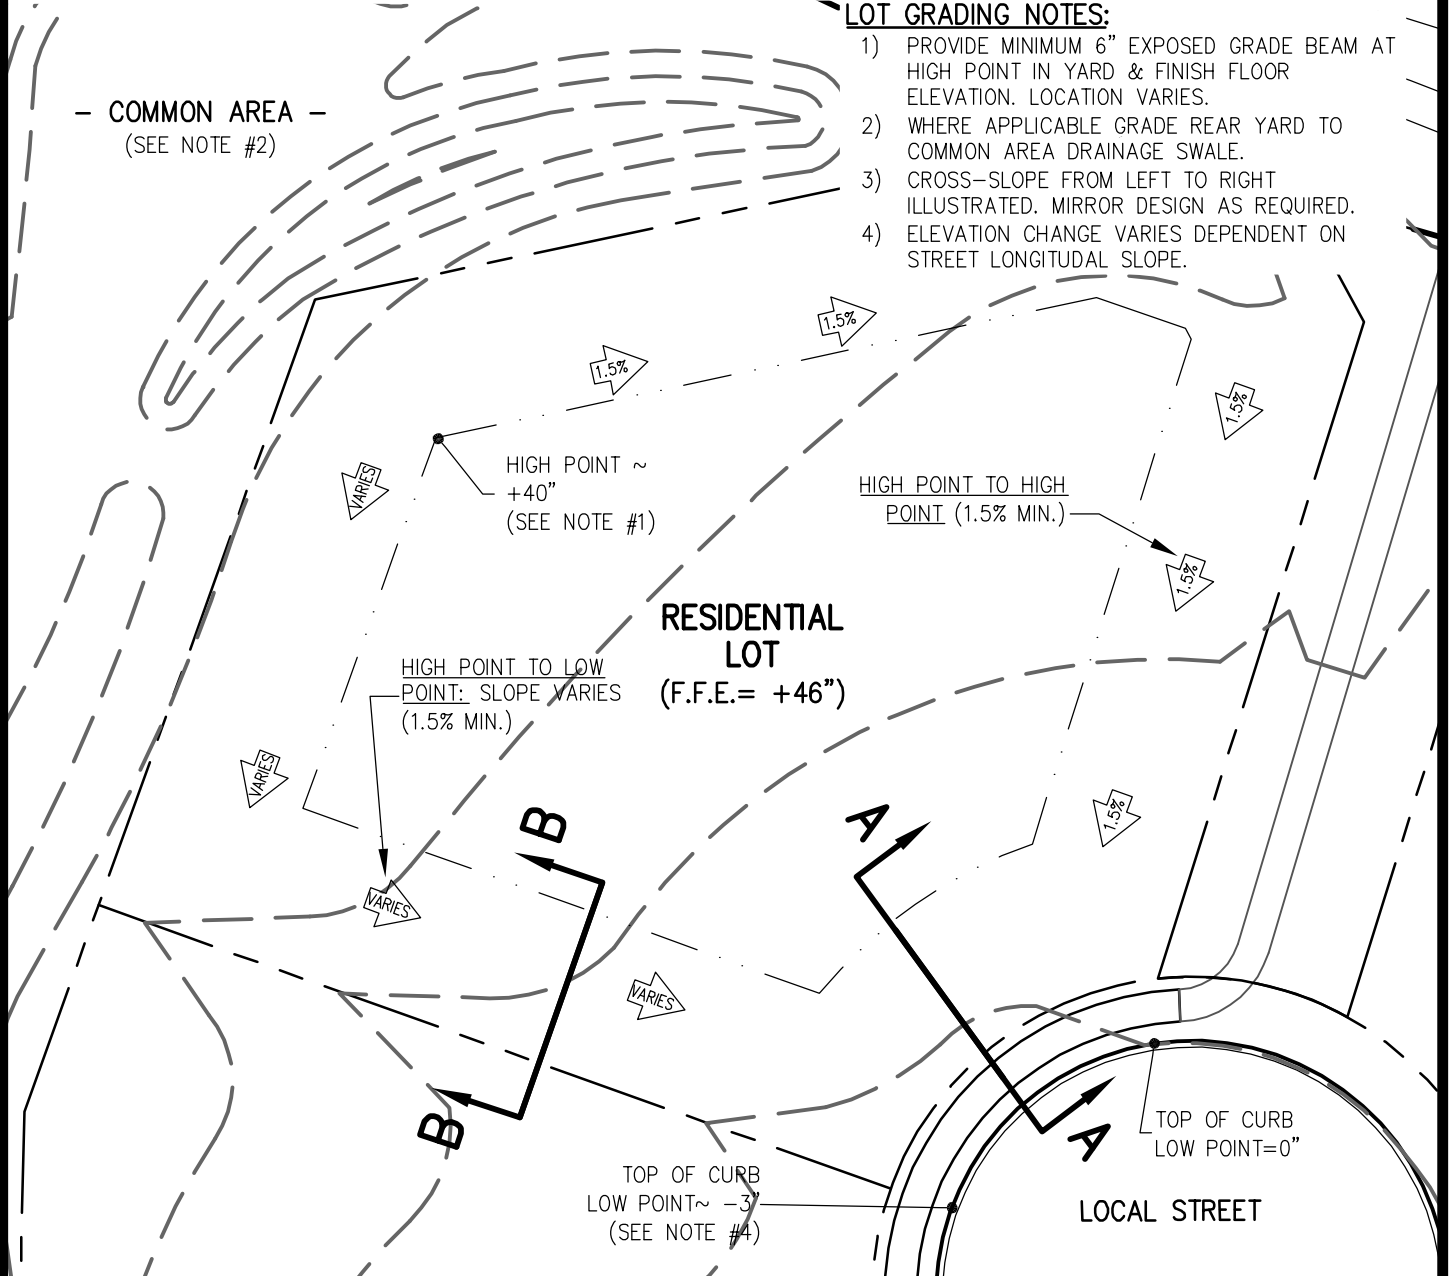 LOT GRADING NOTES:
1) PROVIDE MINIMUM 6” EXPOSED GRADE BEAM AT
HIGH POINT IN YARD & FINISH FLOOR
ELEVATION. LOCATION VARIES.
2) WHERE APPLICABLE GRADE REAR YARD TO
COMMON AREA DRAINAGE SWALE.
3) CROSS-SLOPE FROM LEFT TO RIGHT
ILLUSTRATED. MIRROR DESIGN AS REQUIRED.
4) ELEVATION CHANGE VARIES DEPENDENT ON
STREET LONGITUDAL SLOPE.
- COMMON AREA -
(SEE NOTE #2)
1.5%
1.5%
1.5%
VARIES
HIGH POINT ~
+40”
(SEE NOTE #1)
HIGH POINT TO HIGH
POINT (1.5% MIN.)
1.5%
RESIDENTIAL
LOT
(F.F.E.= +46”)
HIGH POINT TO LOW
POINT: SLOPE VARIES
(1.5% MIN.)
VARIES
1.5%
B
A
VARIES
VARIES
B
A
TOP OF CURB
LOW POINT=0”
TOP OF CURB
LOW POINT~ -3”
(SEE NOTE #4)
LOCAL STREET